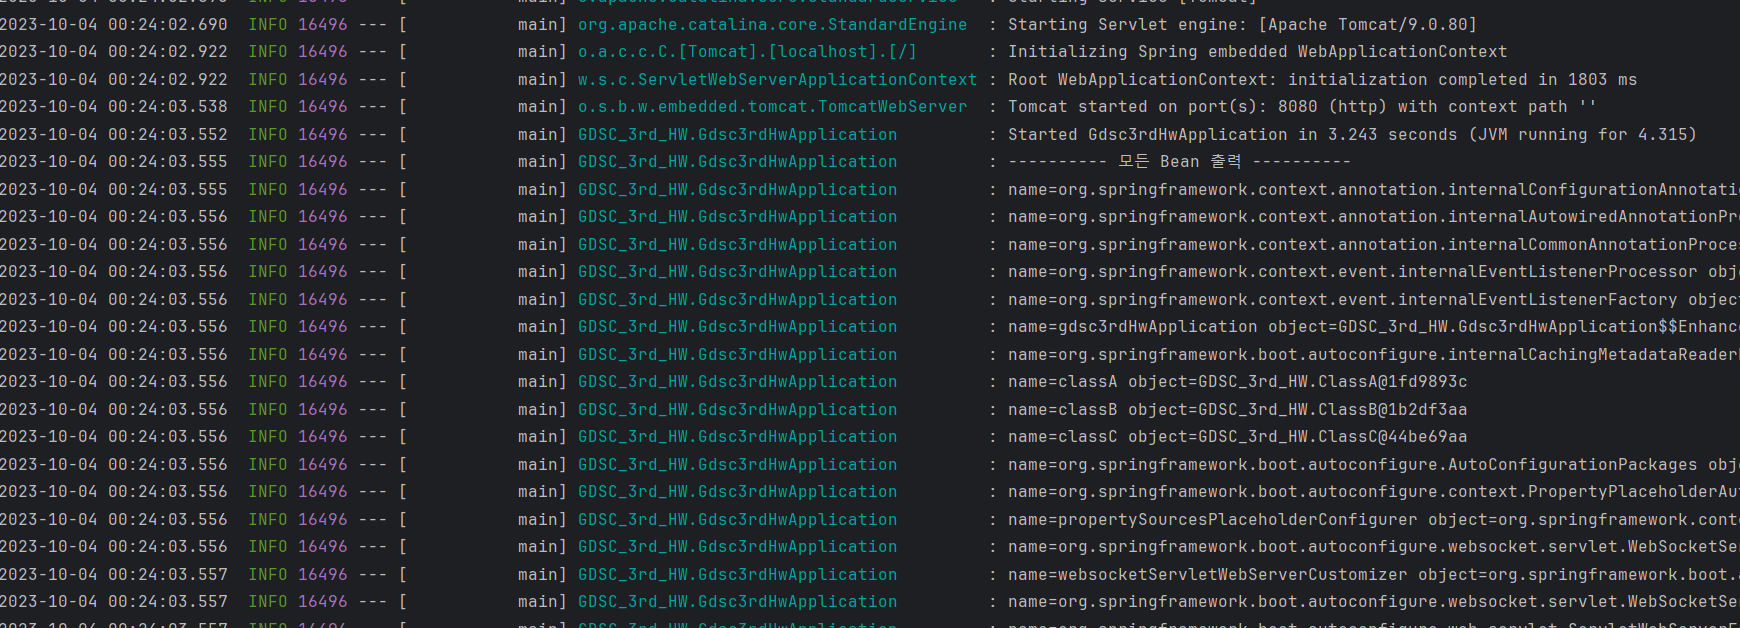 2023-10-04 00:24:02.690  INFO 16496 --- [           main] org.apache.catalina.core.StandardEngine  : Starting Servlet engine: [Apache Tomcat/9.0.80]
2023-10-04 00:24:02.922  INFO 16496 --- [           main] o.a.c.c.C.[Tomcat].[localhost].[/]       : Initializing Spring embedded WebApplicationContext
2023-10-04 00:24:02.922  INFO 16496 --- [           main] w.s.c.ServletWebServerApplicationContext : Root WebApplicationContext: initialization completed in 1803 ms
2023-10-04 00:24:03.538  INFO 16496 --- [           main] o.s.b.w.embedded.tomcat.TomcatWebServer  : Tomcat started on port(s): 8080 (http) with context path ''
2023-10-04 00:24:03.552  INFO 16496 --- [           main] GDSC_3rd_HW.Gdsc3rdHwApplication         : Started Gdsc3rdHwApplication in 3.243 seconds (JVM running for 4.315)
2023-10-04 00:24:03.555  INFO 16496 --- [           main] GDSC_3rd_HW.Gdsc3rdHwApplication         : ---------- 모든 Bean 출력 ----------
2023-10-04 00:24:03.555  INFO 16496 --- [           main] GDSC_3rd_HW.Gdsc3rdHwApplication         : name=org.springframework.context.annotation.internalConfigurationAnnotati
2023-10-04 00:24:03.556  INFO 16496 --- [           main] GDSC_3rd_HW.Gdsc3rdHwApplication         : name=org.springframework.context.annotation.internalAutowiredAnnotationPr
2023-10-04 00:24:03.556  INFO 16496 --- [           main] GDSC_3rd_HW.Gdsc3rdHwApplication         : name=org.springframework.context.annotation.internalCommonAnnotationProce
2023-10-04 00:24:03.556  INFO 16496 --- [           main] GDSC_3rd_HW.Gdsc3rdHwApplication         : name=org.springframework.context.event.internalEventListenerProcessor obj
2023-10-04 00:24:03.556  INFO 16496 --- [           main] GDSC_3rd_HW.Gdsc3rdHwApplication         : name=org.springframework.context.event.internalEventListenerFactory object
2023-10-04 00:24:03.556  INFO 16496 --- [           main] GDSC_3rd_HW.Gdsc3rdHwApplication         : name=gdsc3rdHwApplication object=GDSC_3rd_HW.Gdsc3rdHwApplication$$Enhanc
2023-10-04 00:24:03.556  INFO 16496 --- [           main] GDSC_3rd_HW.Gdsc3rdHwApplication         : name=org.springframework.boot.autoconfigure.internalCachingMetadataReader
2023-10-04 00:24:03.556  INFO 16496 --- [           main] GDSC_3rd_HW.Gdsc3rdHwApplication         : name=classA object=GDSC_3rd_HW.ClassA@1fd9893c
2023-10-04 00:24:03.556  INFO 16496 --- [           main] GDSC_3rd_HW.Gdsc3rdHwApplication         : name=classB object=GDSC_3rd_HW.ClassB@1b2df3aa
2023-10-04 00:24:03.556  INFO 16496 --- [           main] GDSC_3rd_HW.Gdsc3rdHwApplication         : name=classC object=GDSC_3rd_HW.ClassC@44be69aa
2023-10-04 00:24:03.556  INFO 16496 --- [           main] GDSC_3rd_HW.Gdsc3rdHwApplication         : name=org.springframework.boot.autoconfigure.AutoConfigurationPackages obj
2023-10-04 00:24:03.556  INFO 16496 --- [           main] GDSC_3rd_HW.Gdsc3rdHwApplication         : name=org.springframework.boot.autoconfigure.context.PropertyPlaceholderAu
2023-10-04 00:24:03.556  INFO 16496 --- [           main] GDSC_3rd_HW.Gdsc3rdHwApplication         : name=propertySourcesPlaceholderConfigurer object=org.springframework.cont
2023-10-04 00:24:03.556  INFO 16496 --- [           main] GDSC_3rd_HW.Gdsc3rdHwApplication         : name=org.springframework.boot.autoconfigure.websocket.servlet.WebSocketSe
2023-10-04 00:24:03.557  INFO 16496 --- [           main] GDSC_3rd_HW.Gdsc3rdHwApplication         : name=websocketServletWebServerCustomizer object=org.springframework.boot.
2023-10-04 00:24:03.557  INFO 16496 --- [           main] GDSC_3rd_HW.Gdsc3rdHwApplication         : name=org.springframework.boot.autoconfigure.websocket.servlet.WebSocketSe